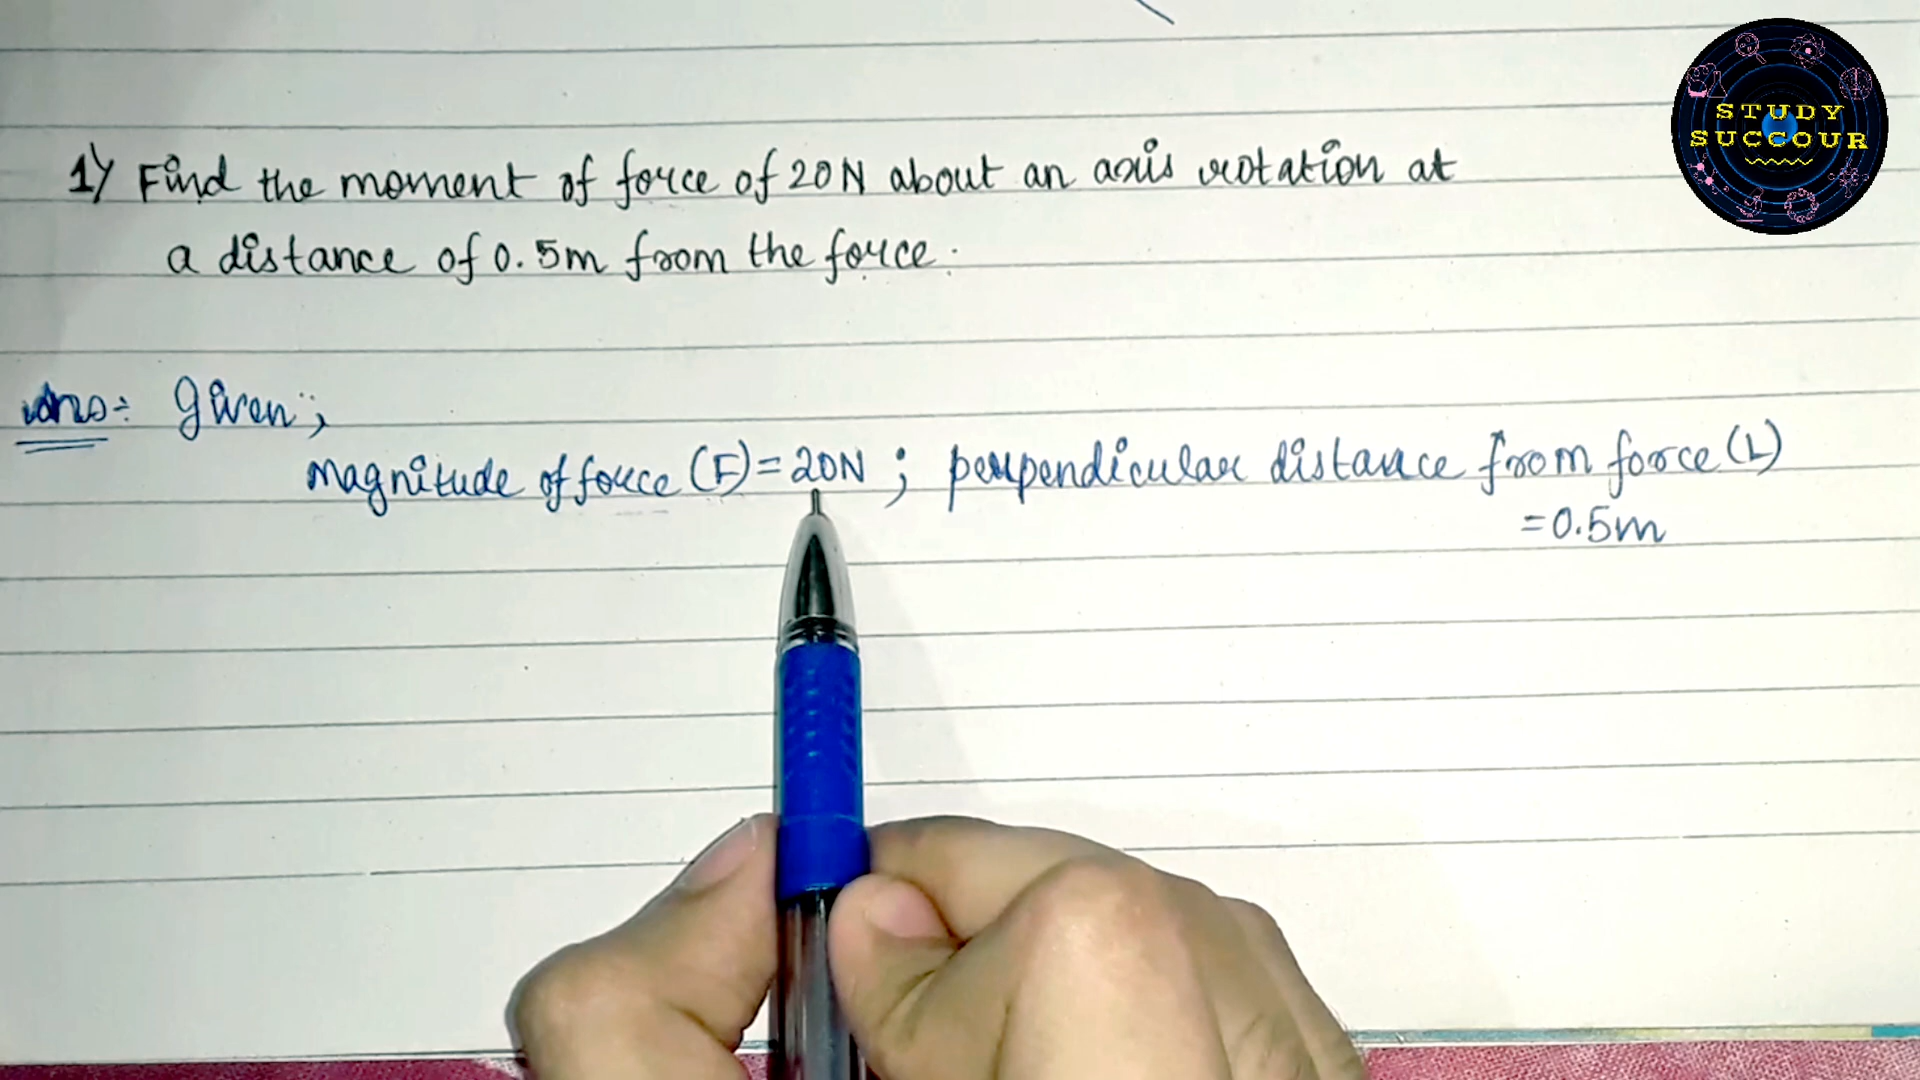 1) Find the moment of force of 20N about an axis rotation at
a distance of 0.5m from the force.
Ans:- Given;
Magnitude of force (F) = 20N ; perpendicular distance from force (L)
= 0.5m
STUDY
SUCCOUR